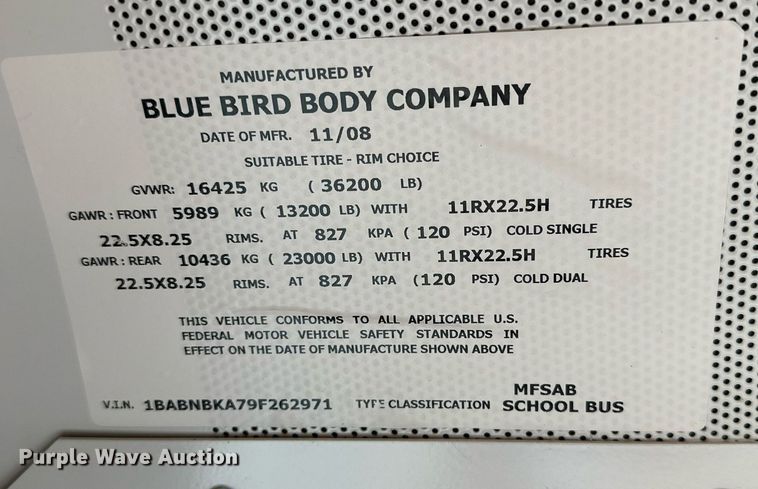 MANUFACTURED BY
BLUE BIRD BODY COMPANY
DATE OF MFR. 11/08
SUITABLE TIRE - RIM CHOICE
GVWR: 16425 KG ( 36200 LB)
GAWR: FRONT 5989 KG ( 13200 LB) WITH 11RX22.5H TIRES
22.5X8.25 RIMS. AT 827 KPA ( 120 PSI) COLD SINGLE
GAWR: REAR 10436 KG ( 23000 LB) WITH 11RX22.5H TIRES
22.5X8.25 RIMS. AT 827 KPA (120 PSI) COLD DUAL
THIS VEHICLE CONFORMS TO ALL APPLICABLE U.S.
FEDERAL MOTOR VEHICLE SAFETY STANDARDS IN
EFFECT ON THE DATE OF MANUFACTURE SHOWN ABOVE
MFSAB
V.I.N. 1BABNBKA79F262971 TYPE CLASSIFICATION SCHOOL BUS
Purple Wave Auction